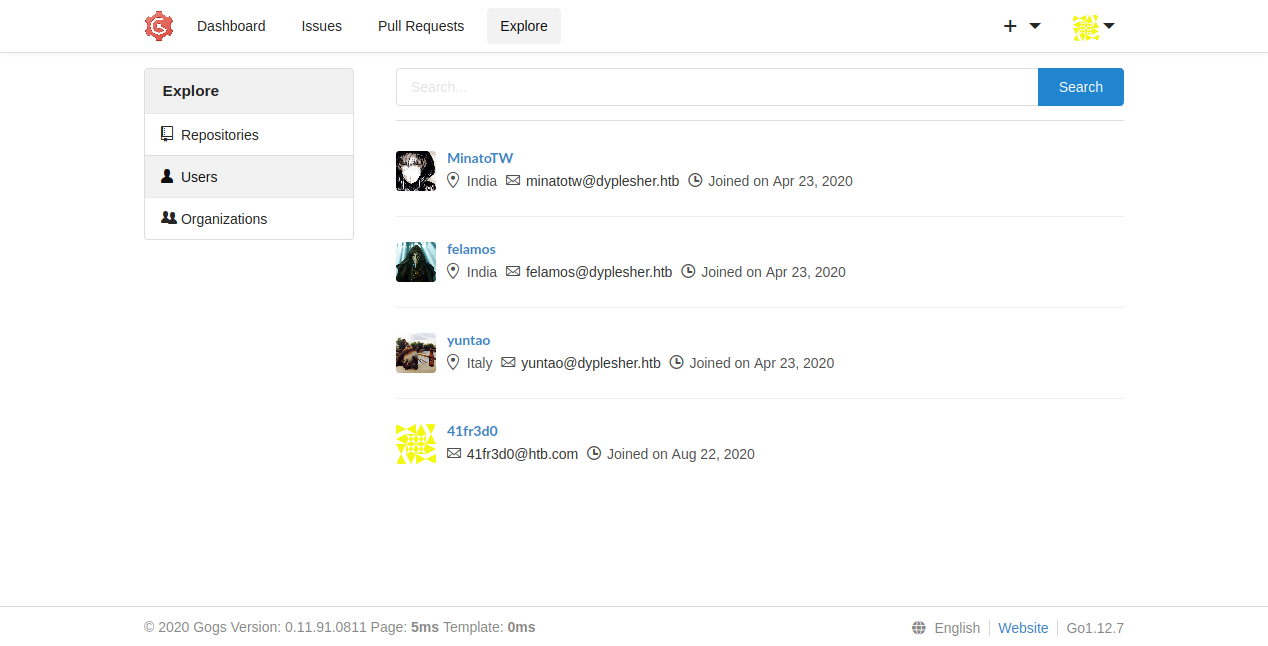 Dashboard Issues Pull Requests Explore
Explore
Repositories
Users
Organizations
Search... Search
MinatoTW
India minatotw@dyplesher.htb Joined on Apr 23, 2020
felamos
India felamos@dyplesher.htb Joined on Apr 23, 2020
yuntao
Italy yuntao@dyplesher.htb Joined on Apr 23, 2020
41fr3d0
41fr3d0@htb.com Joined on Aug 22, 2020
© 2020 Gogs Version: 0.11.91.0811 Page: 5ms Template: 0ms English Website Go1.12.7